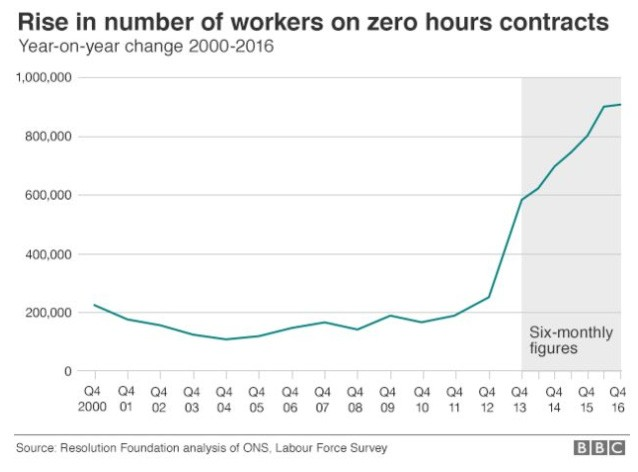 Rise in number of workers on zero hours contracts
Year-on-year change 2000-2016
1,000,000
800,000
600,000
400,000
200,000
0
Six-monthly
figures
Q4 Q4 Q4 Q4 Q4 Q4 Q4 Q4 Q4 Q4 Q4 Q4 Q4 Q4 Q4 Q4 Q4
2000 01 02 03 04 05 06 07 08 09 10 11 12 13 14 15 16
Source: Resolution Foundation analysis of ONS, Labour Force Survey
BBC